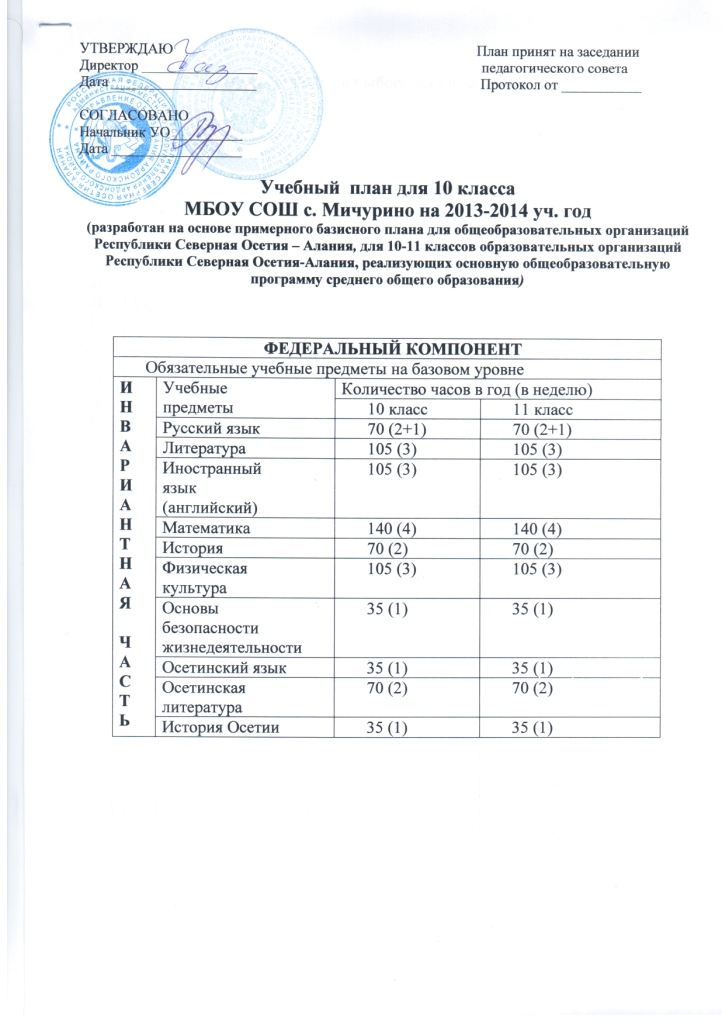 УТВЕРЖДАЮ
Директор
Дата
СОГЛАСОВАНО
Начальник УО
Дата
План принят на заседании
педагогического совета
Протокол от
Учебный план для 10 класса
МБОУ СОШ с. Мичурино на 2013-2014 уч. год
(разработан на основе примерного базисного плана для общеобразовательных организаций
Республики Северная Осетия – Алания, для 10-11 классов образовательных организаций
Республики Северная Осетия-Алания, реализующих основную общеобразовательную
программу среднего общего образования)
ФЕДЕРАЛЬНЫЙ КОМПОНЕНТ
Обязательные учебные предметы на базовом уровне
ИНВАРИАНТНАЯ ЧАСТЬ
Учебные
предметы
Количество часов в год (в неделю)
10 класс 11 класс
Русский язык 70 (2+1) 70 (2+1)
Литература 105 (3) 105 (3)
Иностранный 105 (3) 105 (3)
язык
(английский)
Математика 140 (4) 140 (4)
История 70 (2) 70 (2)
Физическая 105 (3) 105 (3)
культура
Основы 35 (1) 35 (1)
безопасности
жизнедеятельности
Осетинский язык 35 (1) 35 (1)
Осетинская 70 (2) 70 (2)
литература
История Осетии 35 (1) 35 (1)